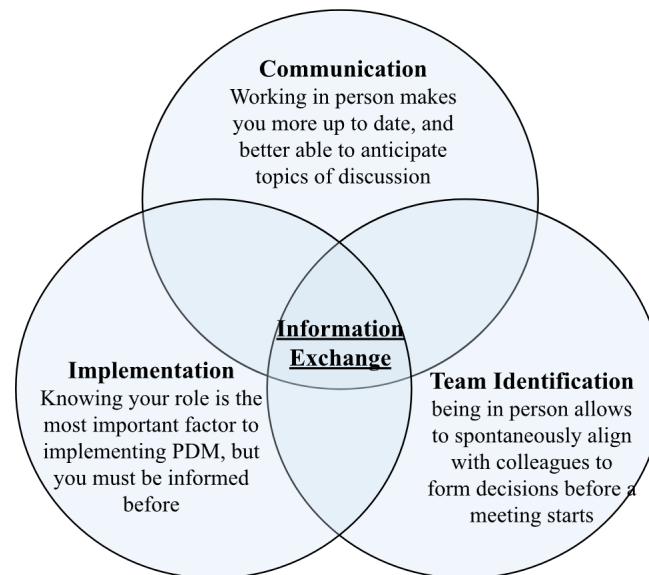 Communication
Working in person makes
you more up to date, and
better able to anticipate
topics of discussion
Information
Exchange
Implementation
Knowing your role is the
most important factor to
implementing PDM, but
you must be informed
before
Team Identification
being in person allows
to spontaneously align
with colleagues to
form decisions before a
meeting starts